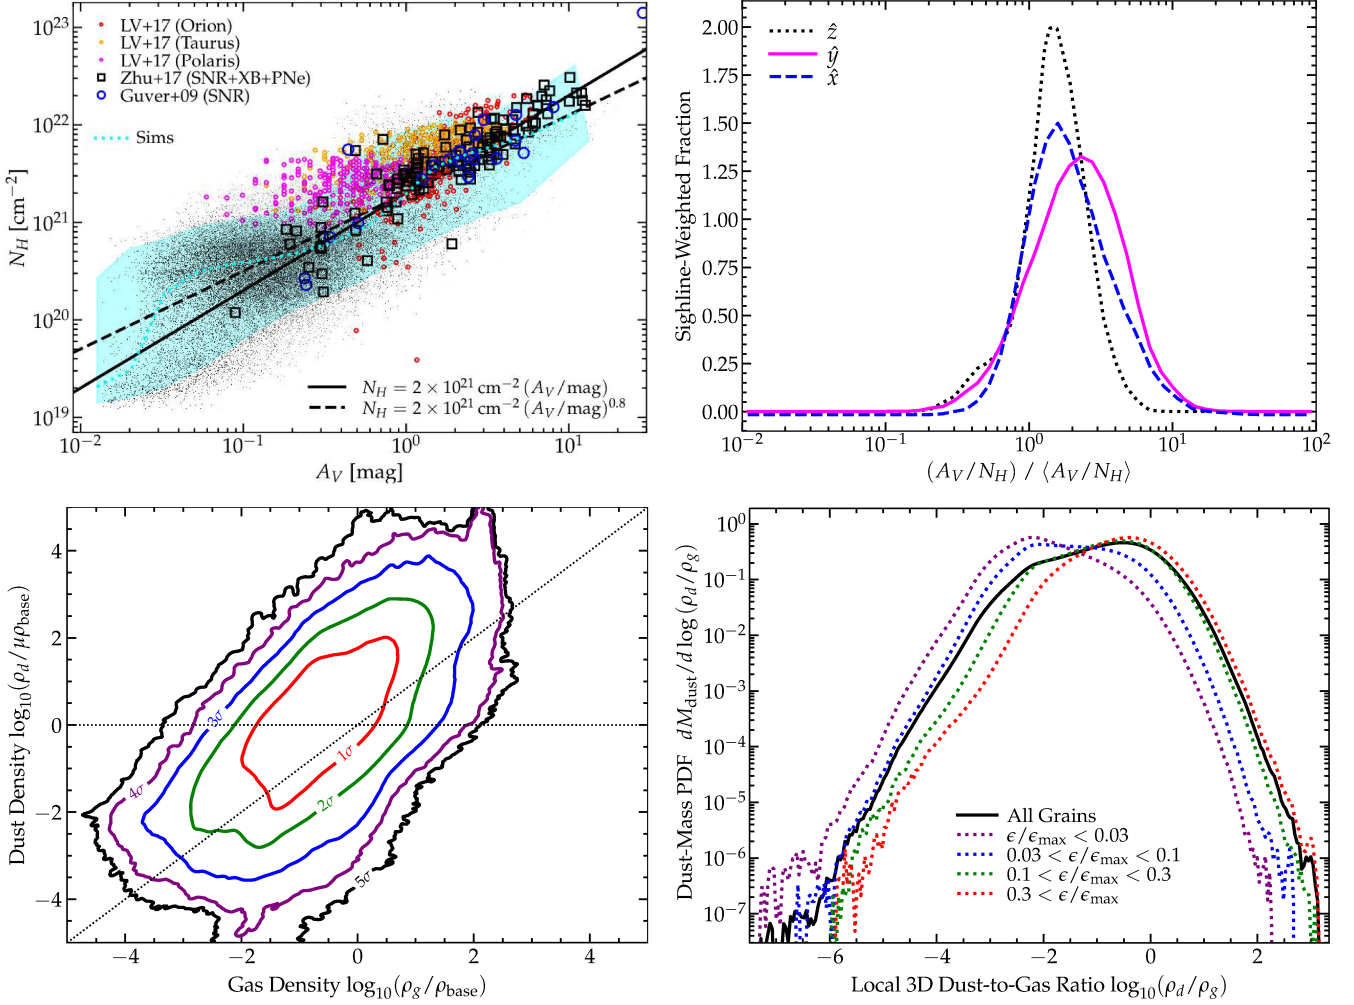 LV+17 (Orion)
LV+17 (Taurus)
LV+17 (Polaris)
Zhu+17 (SNR+XB+PNe)
Guver+09 (SNR)
Sims
N_H = 2 × 10^21 cm^−2 (A_V/mag)
N_H = 2 × 10^21 cm^−2 (A_V/mag)^0.8
N_H [cm^−2]
10^23
10^22
10^21
10^20
10^19
10^−2 10^−1 10^0 10^1
A_V [mag]
ẑ
ŷ
x̂
Sighline-Weighted Fraction
2.00
1.75
1.50
1.25
1.00
0.75
0.50
0.25
0.00
10^−2 10^−1 10^0 10^1 10^2
(A_V/N_H) / ⟨A_V/N_H⟩
Dust Density log_10(ρ_d/μρ_base)
4
2
0
−2
−4
1σ
2σ
3σ
4σ
5σ
−4 −2 0 2 4
Gas Density log_10(ρ_g/ρ_base)
Dust-Mass PDF dM_dust/d log(ρ_d/ρ_g)
10^0
10^−1
10^−2
10^−3
10^−4
10^−5
10^−6
10^−7
All Grains
ϵ/ϵ_max < 0.03
0.03 < ϵ/ϵ_max < 0.1
0.1 < ϵ/ϵ_max < 0.3
0.3 < ϵ/ϵ_max
−6 −4 −2 0 2
Local 3D Dust-to-Gas Ratio log_10(ρ_d/ρ_g)